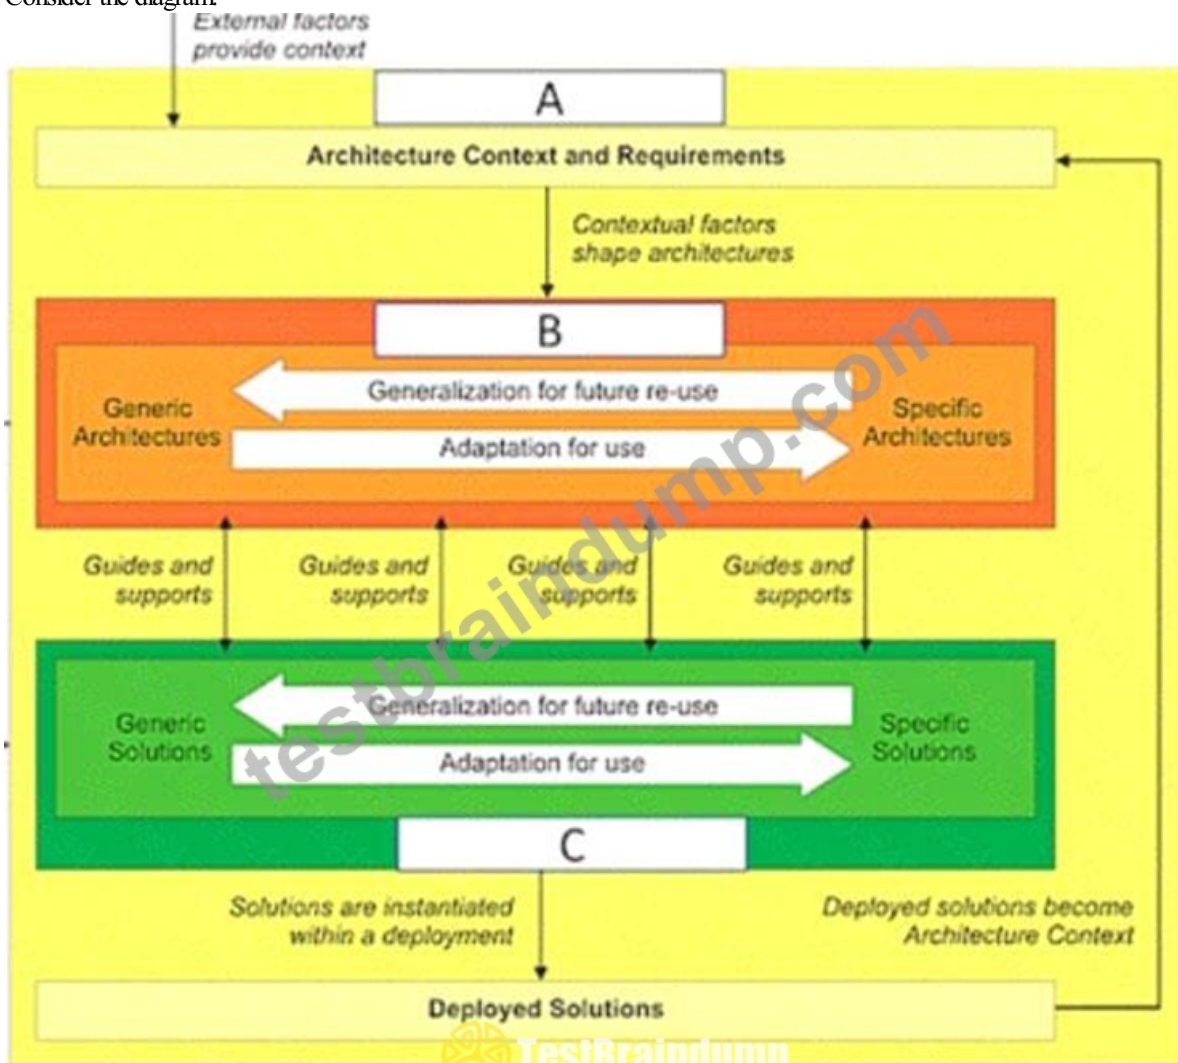 Consider the diagram.
External factors
provide context
A
Architecture Context and Requirements
Contextual factors
shape architectures
B
Generalization for future re-use
Generic
Architectures
Specific
Architectures
Adaptation for use
Guides and
supports
Guides and
supports
Guides and
supports
Guides and
supports
testbraindump.com
Generalization for future re-use
Generic
Solutions
Specific
Solutions
Adaptation for use
C
Solutions are instantiated
within a deployment
Deployed solutions become
Architecture Context
Deployed Solutions
TestBraindump